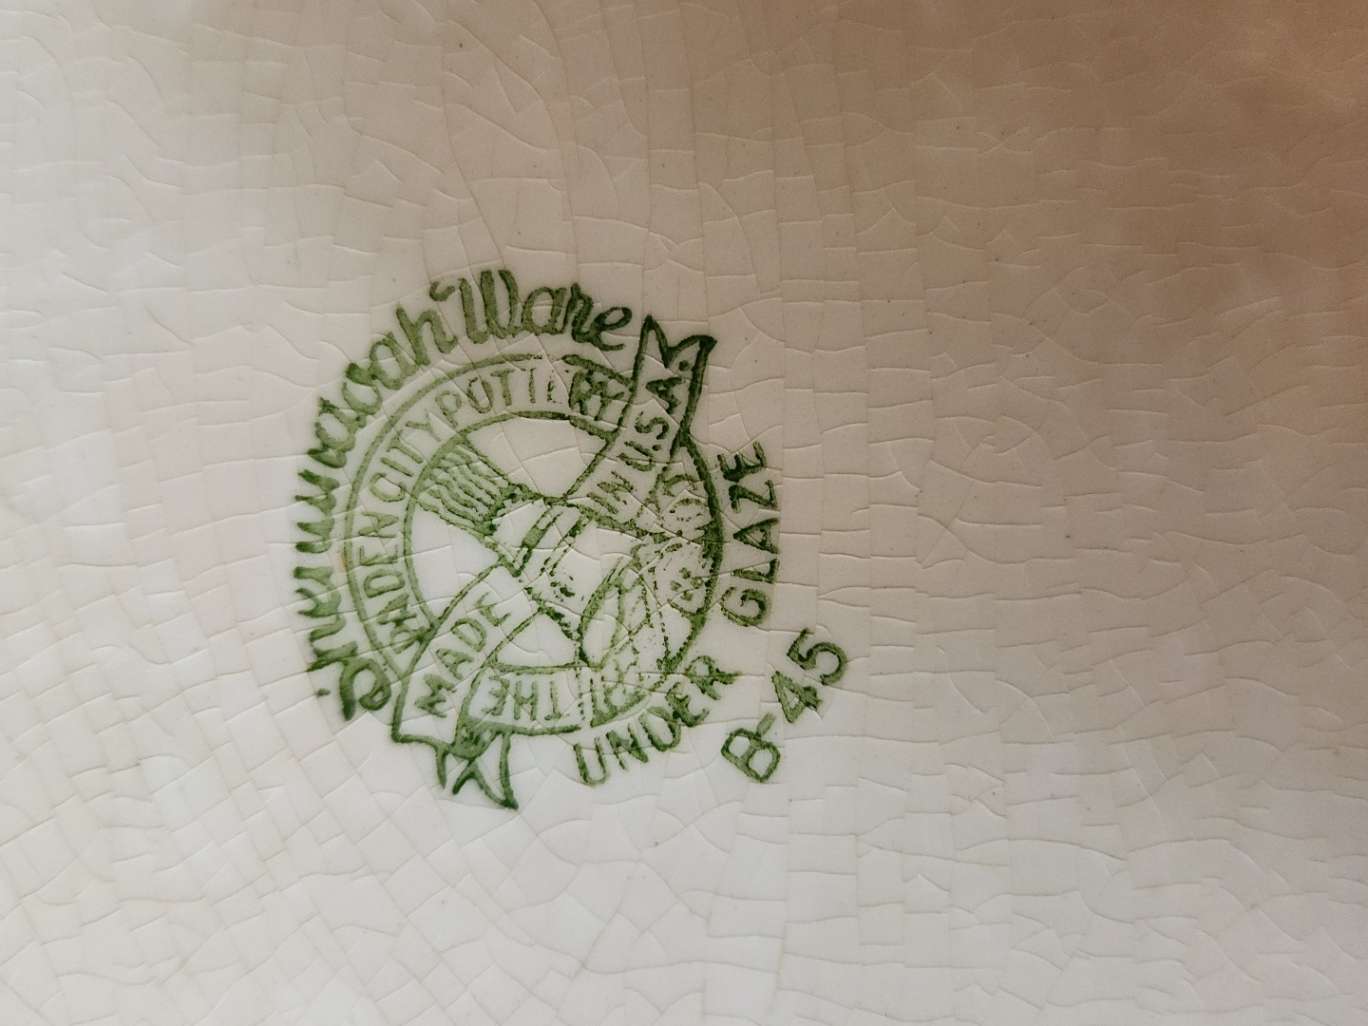 Shenandoah Ware
THE PADEN CITY POTTERY
MADE IN U.S.A.
UNDER GLAZE
B-45